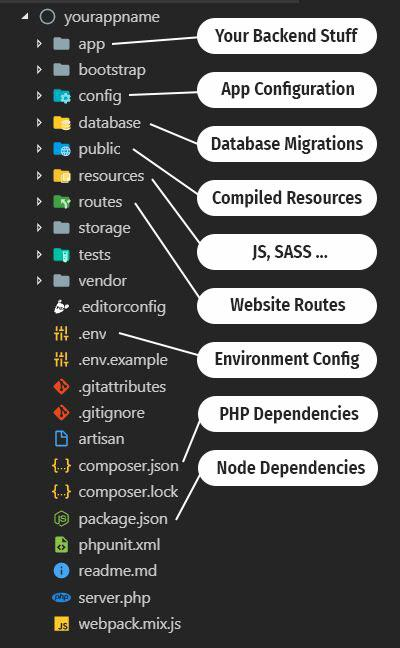 yourappname
app
Your Backend Stuff
bootstrap
config
App Configuration
database
Database Migrations
public
Compiled Resources
resources
JS, SASS ...
routes
Website Routes
storage
tests
vendor
.editorconfig
.env
Environment Config
.env.example
.gitattributes
.gitignore
artisan
composer.json
PHP Dependencies
composer.lock
package.json
Node Dependencies
phpunit.xml
readme.md
php server.php
JS webpack.mix.js